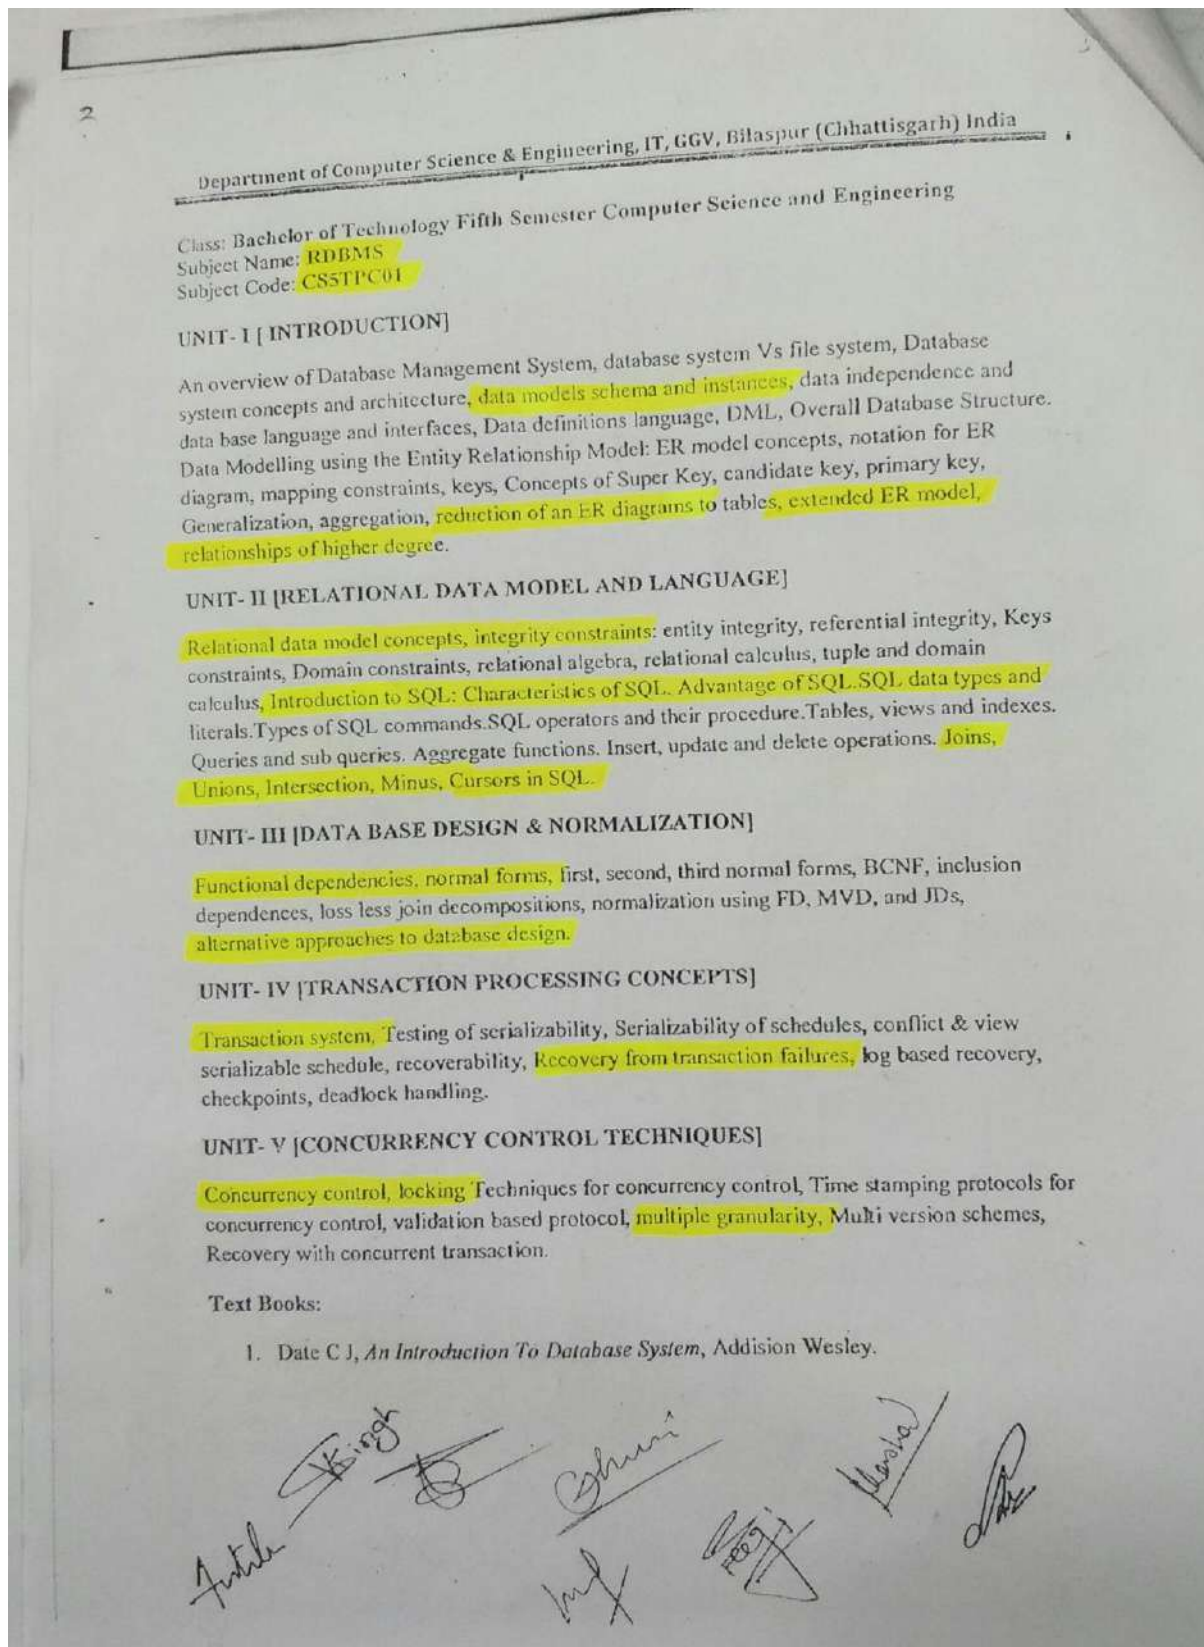 2
Department of Computer Science & Engineering, IT, GGV, Bilaspur (Chhattisgarh) India
Class: Bachelor of Technology Fifth Semester Computer Science and Engineering
Subject Name: RDBMS
Subject Code: CS5TPC01
UNIT- I [ INTRODUCTION]
An overview of Database Management System, database system Vs file system, Database
system concepts and architecture, data models schema and instances, data independence and
data base language and interfaces, Data definitions language, DML, Overall Database Structure.
Data Modelling using the Entity Relationship Model: ER model concepts, notation for ER
diagram, mapping constraints, keys, Concepts of Super Key, candidate key, primary key,
Generalization, aggregation, reduction of an ER diagrams to tables, extended ER model,
relationships of higher degree.
UNIT- II [RELATIONAL DATA MODEL AND LANGUAGE]
Relational data model concepts, integrity constraints: entity integrity, referential integrity, Keys
constraints, Domain constraints, relational algebra, relational calculus, tuple and domain
calculus, Introduction to SQL: Characteristics of SQL. Advantage of SQL.SQL data types and
literals.Types of SQL commands.SQL operators and their procedure.Tables, views and indexes.
Queries and sub queries. Aggregate functions. Insert, update and delete operations. Joins,
Unions, Intersection, Minus, Cursors in SQL.
UNIT- III [DATA BASE DESIGN & NORMALIZATION]
Functional dependencies, normal forms, first, second, third normal forms, BCNF, inclusion
dependences, loss less join decompositions, normalization using FD, MVD, and JDs,
alternative approaches to database design.
UNIT- IV [TRANSACTION PROCESSING CONCEPTS]
Transaction system, Testing of serializability, Serializability of schedules, conflict & view
serializable schedule, recoverability, Recovery from transaction failures, log based recovery,
checkpoints, deadlock handling.
UNIT- V [CONCURRENCY CONTROL TECHNIQUES]
Concurrency control, locking Techniques for concurrency control, Time stamping protocols for
concurrency control, validation based protocol, multiple granularity, Multi version schemes,
Recovery with concurrent transaction.
Text Books:
1. Date C J, An Introduction To Database System, Addision Wesley.